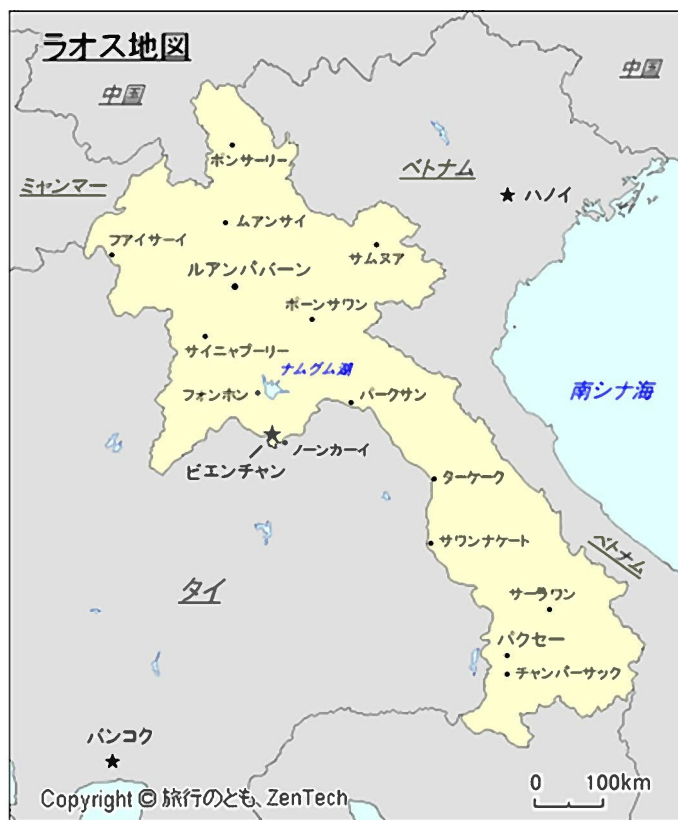 ラオス地図
中国
中国
ポンサーリー
ベトナム
ミャンマー
ハノイ
ムアンサイ
フアイサーイ
サムヌア
ルアンパバーン
ポーンサワン
サイニャブーリー
ナムグム湖
南シナ海
フォンホン
パークサン
ノーンカーイ
ビエンチャン
ターケーク
サワンナケート
ベトナム
タイ
サーラワン
パクセー
チャンパーサック
バンコク
0 100km
Copyright © 旅行のとも、ZenTech